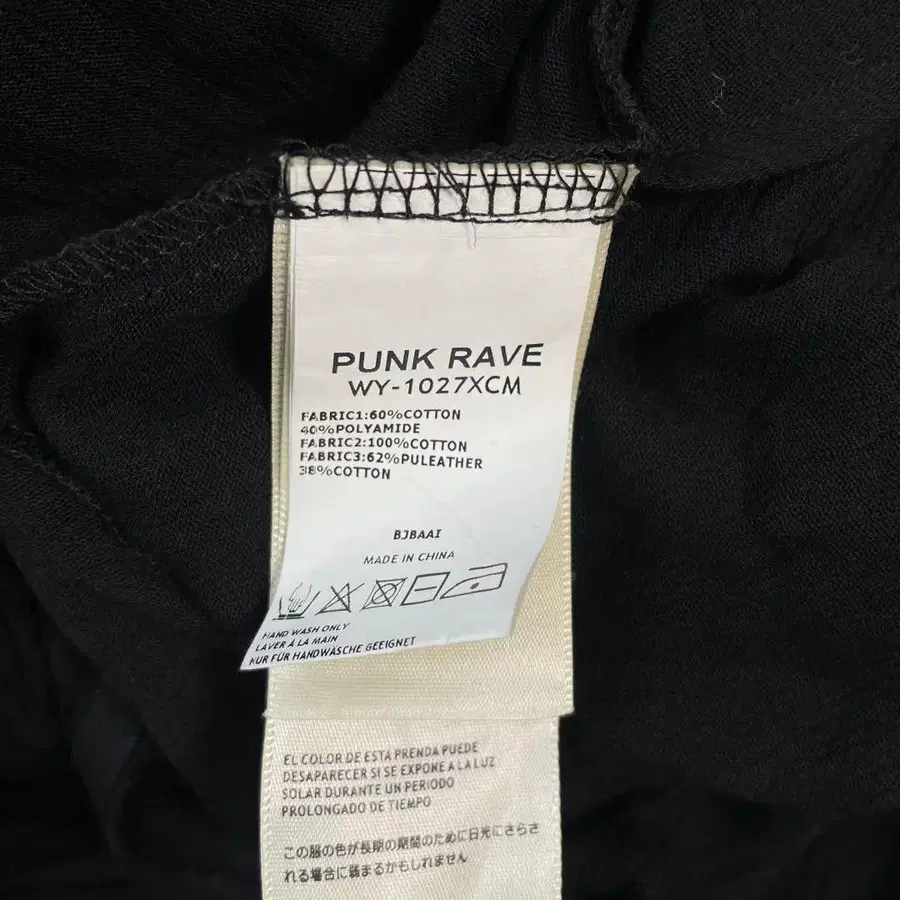 PUNK RAVE
WY-1027XCM
FABRIC1:60%COTTON
40%POLYAMIDE
FABRIC2:100%COTTON
FABRIC3:62%PULEATHER
38%COTTON
BJBAAI
MADE IN CHINA
HAND WASH ONLY
LAVER À LA MAIN
NUR FÜR HANDWÄSCHE GEEIGNET
EL COLOR DE ESTA PRENDA PUEDE
DESAPARECER SI SE EXPONE A LA LUZ
SOLAR DURANTE UN PERIODO
PROLONGADO DE TIEMPO
この服の色が長期の期間のために日光にさらさ
れる場合に弱まるかもしれません